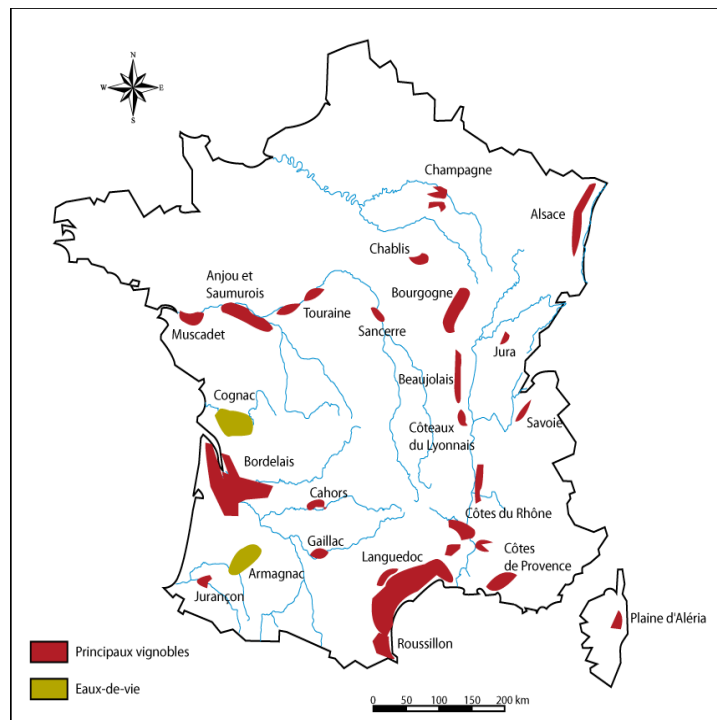 N
W
E
S
Champagne
Alsace
Chablis
Anjou et
Saumurois
Bourgogne
Touraine
Muscadet
Sancerre
Jura
Beaujolais
Cognac
Côteaux
du Lyonnais
Savoie
Bordelais
Cahors
Côtes du Rhône
Gaillac
Languedoc
Côtes
de Provence
Armagnac
Jurançon
Plaine d'Aléria
Roussillon
Principaux vignobles
Eaux-de-vie
0 50 100 150 200 km